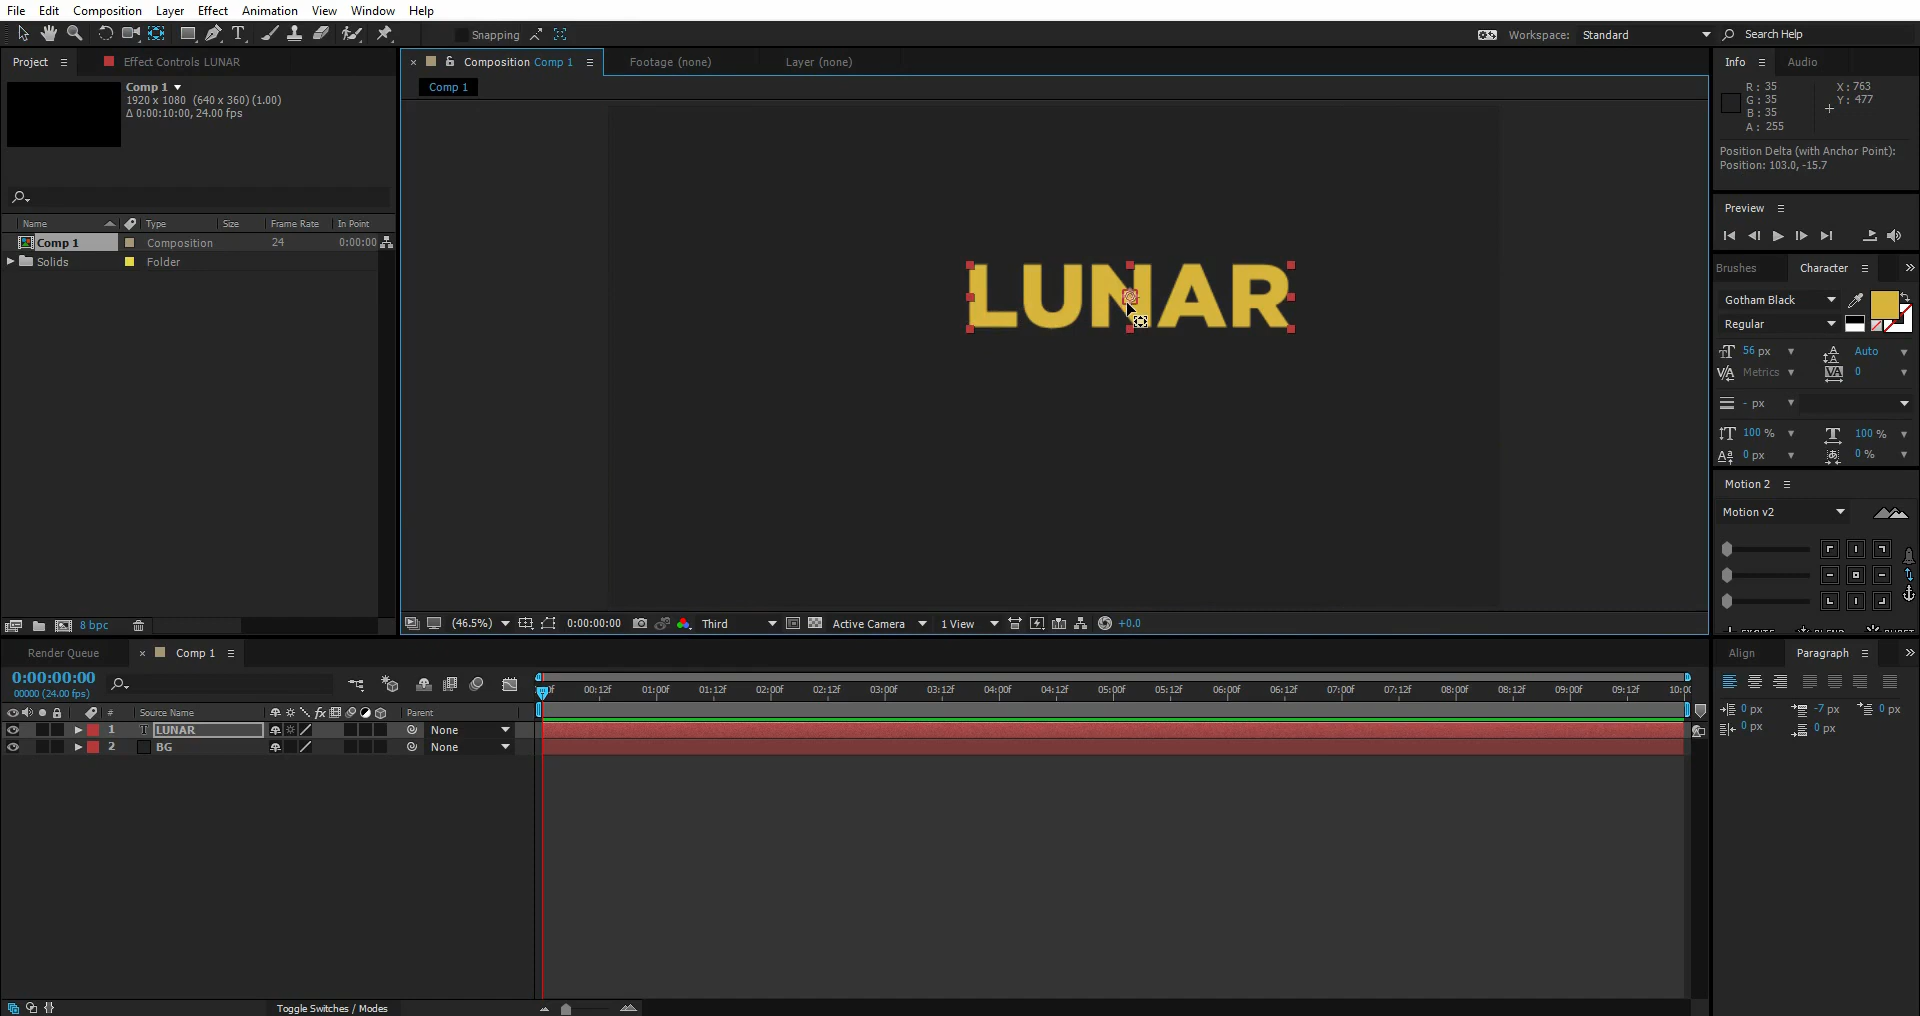 File Edit Composition Layer Effect Animation View Window Help
Snapping
Workspace: Standard
Search Help
Project
Effect Controls LUNAR
Comp 1
1920 x 1080 (640 x 360) (1.00)
Δ 0:00:10:00, 24.00 fps
Name Type Size Frame Rate In Point
Comp 1 Composition 24 0:00:00
Solids Folder
8 bpc
Composition Comp 1
Footage (none)
Layer (none)
Comp 1
LUNAR
(46.5%) 0:00:00:00 Third Active Camera 1 View +0.0
Info Audio
R: 35
G: 35
B: 35
A: 255
X: 763
Y: 477
Position Delta (with Anchor Point):
Position: 103.0, -15.7
Preview
Brushes Character
Gotham Black
Regular
56 px Auto
Metrics 0
- px
100 % 100 %
0 px 0 %
Motion 2
Motion v2
Render Queue
Comp 1
0:00:00:00
00000 (24.00 fps)
00:12f 01:00f 01:12f 02:00f 02:12f 03:00f 03:12f 04:00f 04:12f 05:00f 05:12f 06:00f 06:12f 07:00f 07:12f 08:00f 08:12f 09:00f 09:12f
# Source Name Parent
1 T LUNAR None
2 BG None
Toggle Switches / Modes
Align Paragraph
0 px -7 px 0 px
0 px 0 px